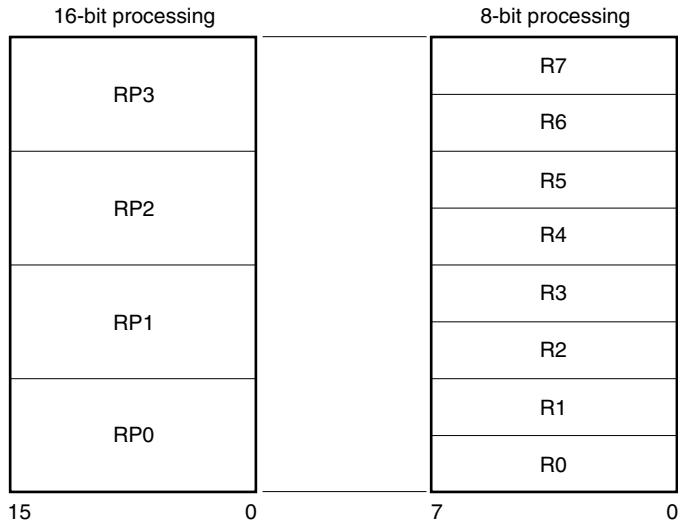 16-bit processing
8-bit processing
RP3
RP2
RP1
RP0
R7
R6
R5
R4
R3
R2
R1
R0
15 0
7 0